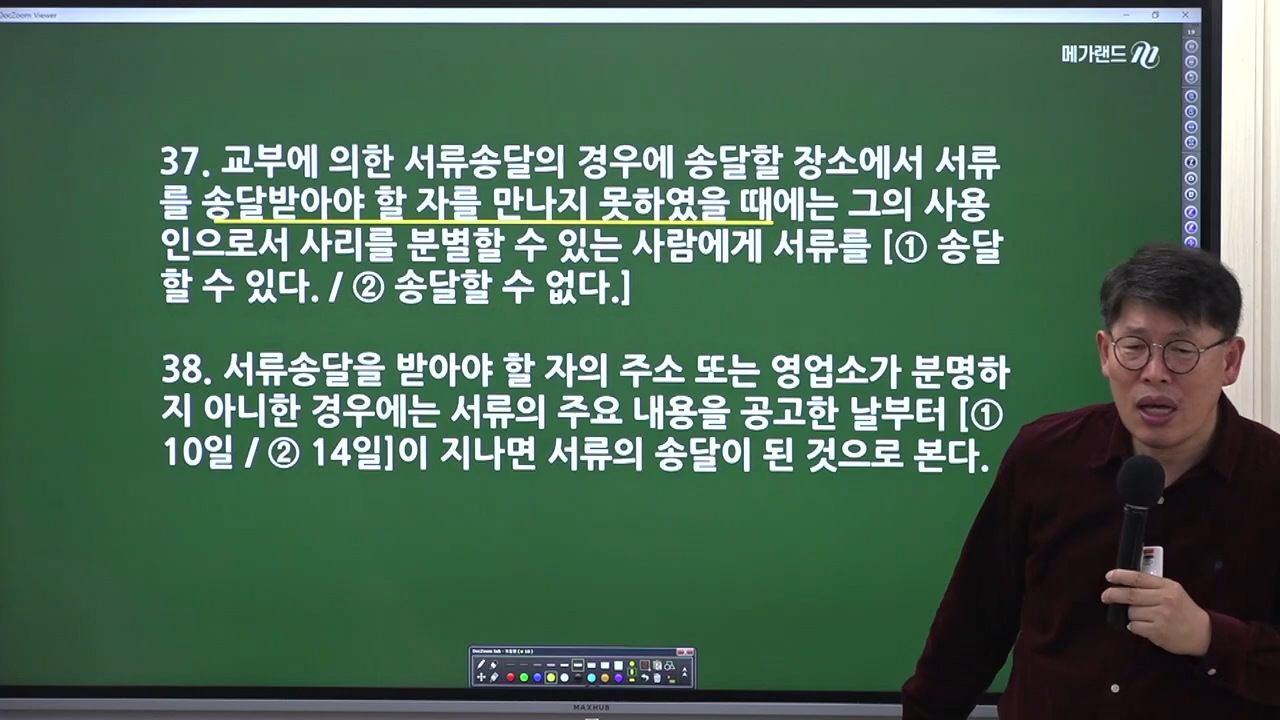 DocZoom Viewer
19
메가랜드
37. 교부에 의한 서류송달의 경우에 송달할 장소에서 서류
를 송달받아야 할 자를 만나지 못하였을 때에는 그의 사용
인으로서 사리를 분별할 수 있는 사람에게 서류를 [① 송달
할 수 있다. / ② 송달할 수 없다.]
38. 서류송달을 받아야 할 자의 주소 또는 영업소가 분명하
지 아니한 경우에는 서류의 주요 내용을 공고한 날부터 [①
10일 / ② 14일]이 지나면 서류의 송달이 된 것으로 본다.
MAXHUB